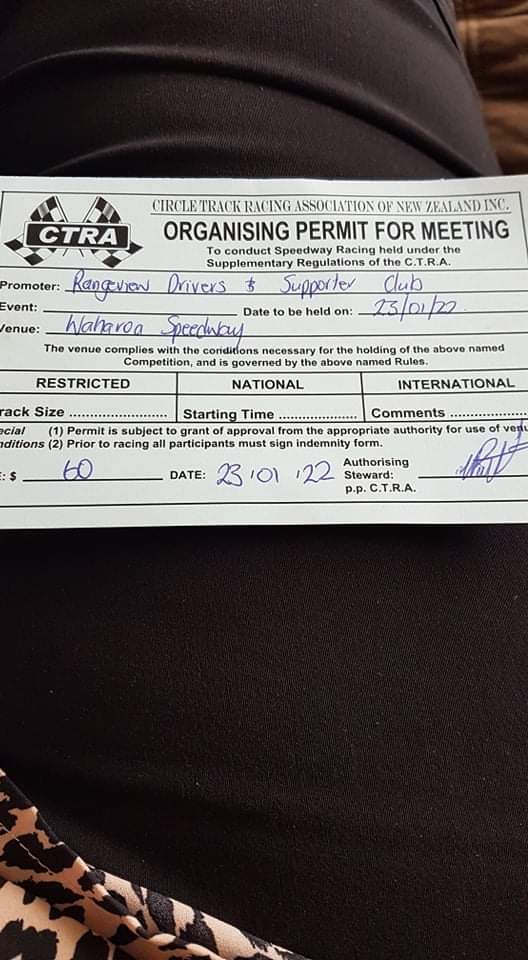 CTRA
CIRCLE TRACK RACING ASSOCIATION OF NEW ZEALAND INC.
ORGANISING PERMIT FOR MEETING
To conduct Speedway Racing held under the
Supplementary Regulations of the C.T.R.A.
Promoter: Rangeview Drivers & Supporter Club
Event: Date to be held on: 23/01/22
Venue: Waharoa Speedway
The venue complies with the conditions necessary for the holding of the above named
Competition, and is governed by the above named Rules.
RESTRICTED NATIONAL INTERNATIONAL
rack Size .................. Starting Time .................. Comments ..................
ecial (1) Permit is subject to grant of approval from the appropriate authority for use of venu
nditions (2) Prior to racing all participants must sign indemnity form.
: $ 60 DATE: 23 01 22 Authorising
Steward:
p.p. C.T.R.A.